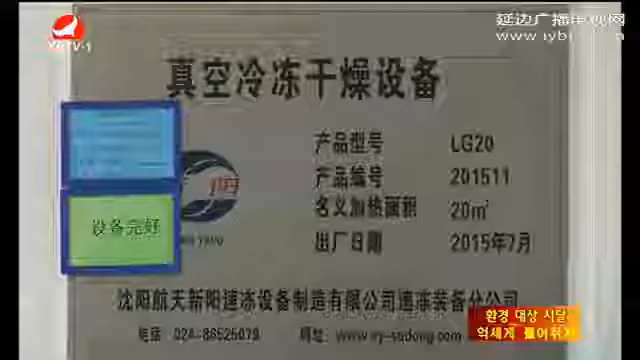 延边广播电视网
YBTV-1
真空冷冻干燥设备
产品型号 LG20
产品编号 201511
名义加热面积 20㎡
出厂日期 2015年7月
设备完好
沈阳航天新阳速冻设备制造有限公司速冻装备分公司
电话 024-86525079 网址:
환경 대상